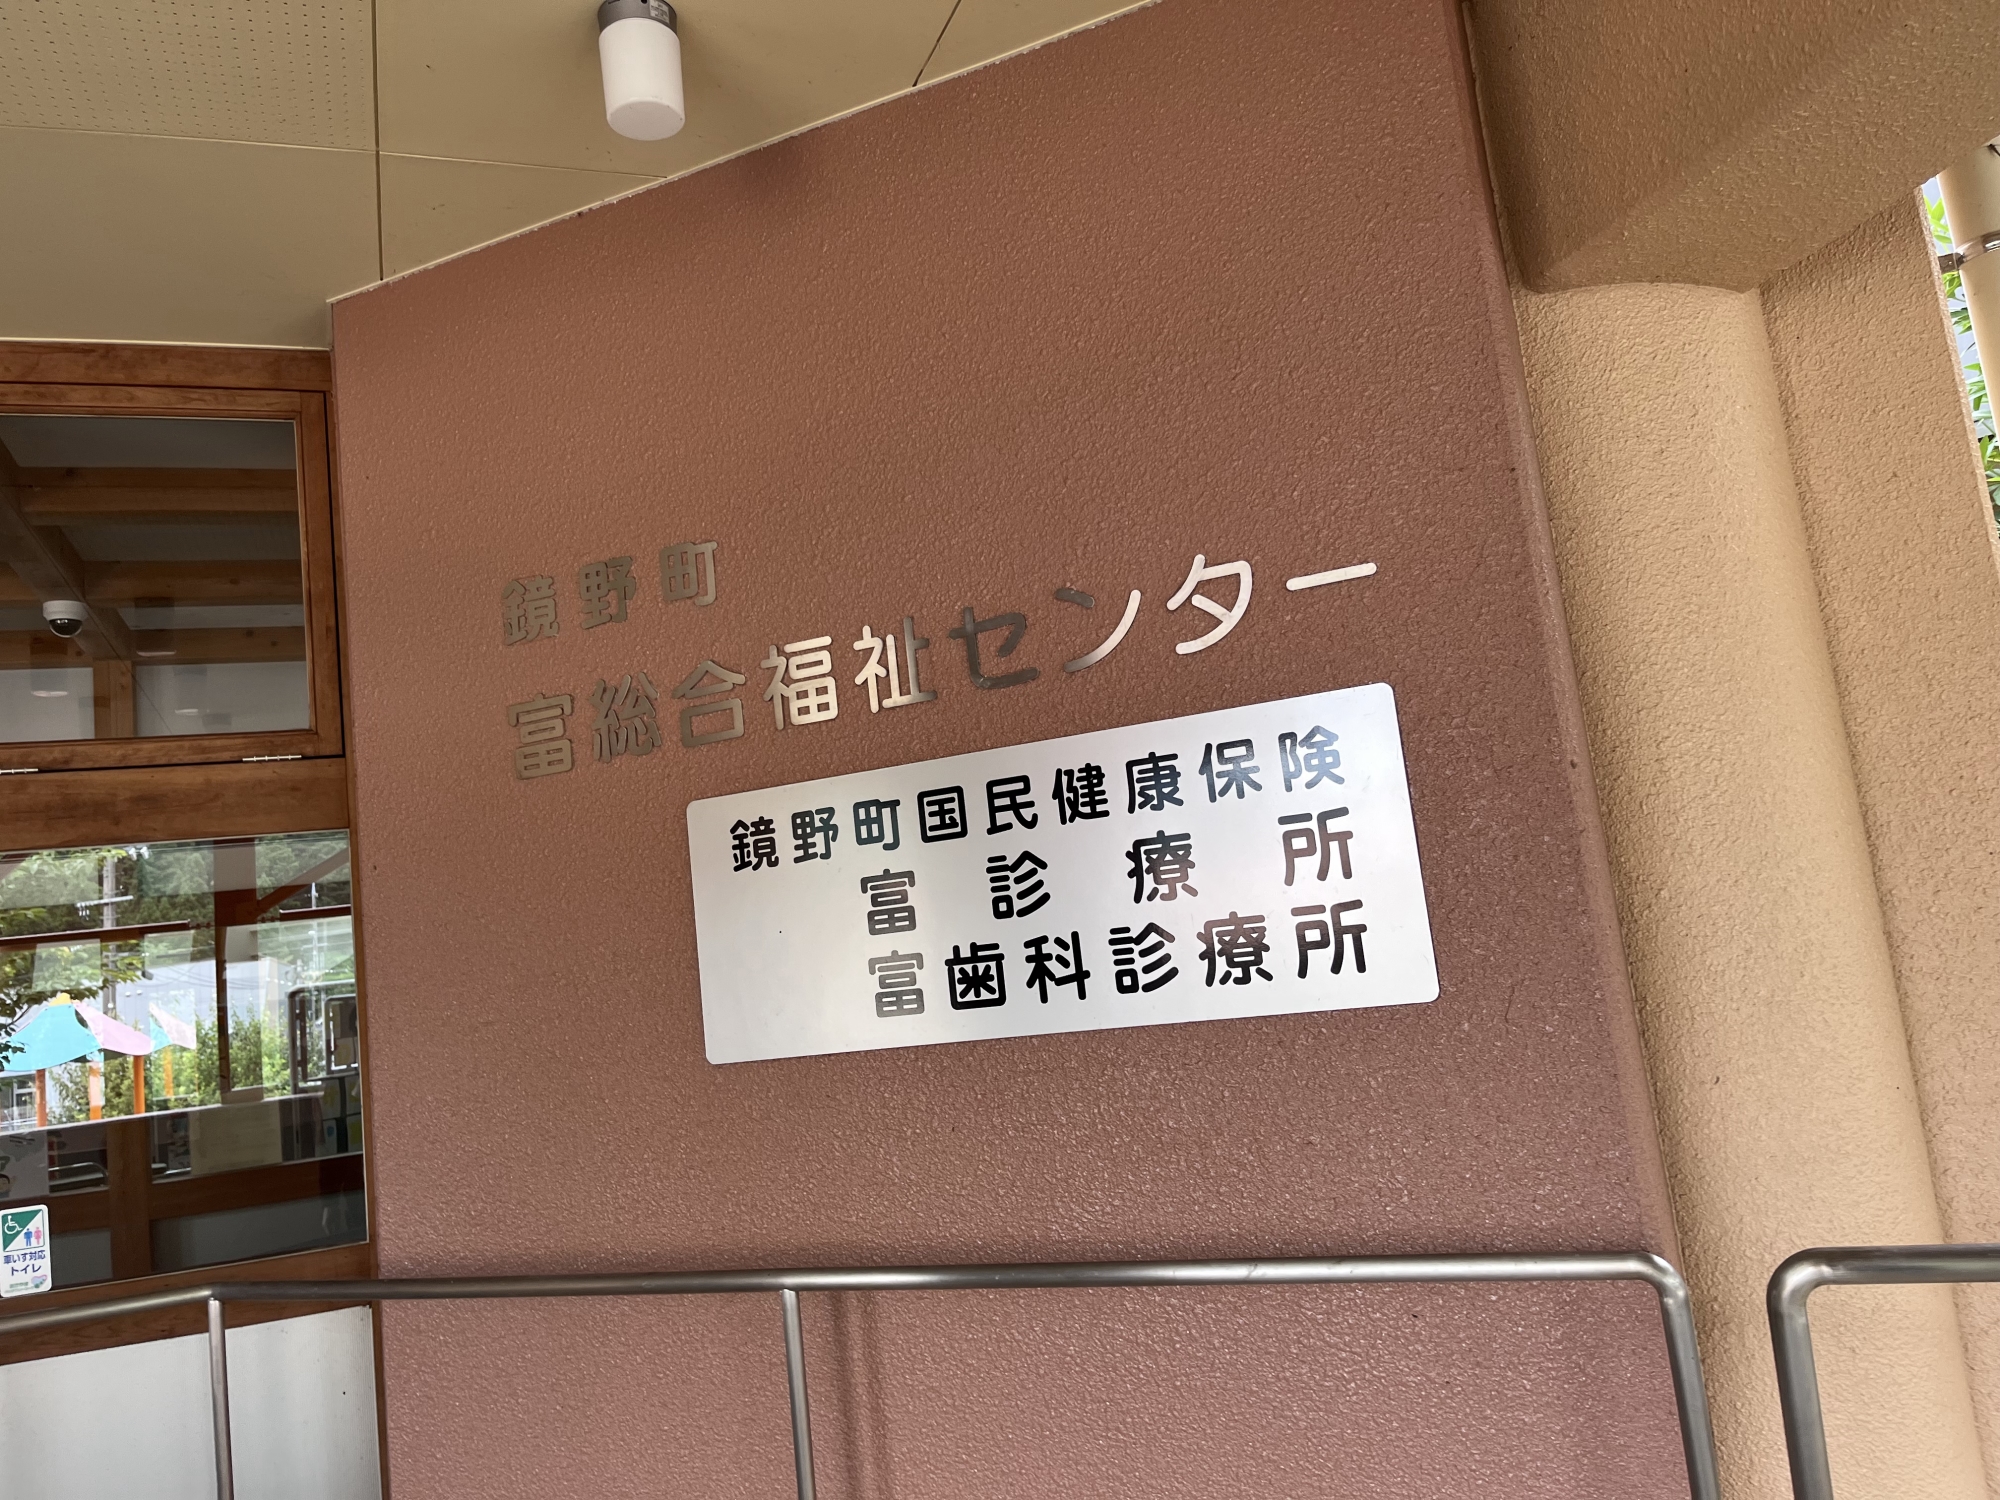 鏡野町
富総合福祉センター
鏡野町国民健康保険
富診療所
富歯科診療所
車いす対応
トイレ